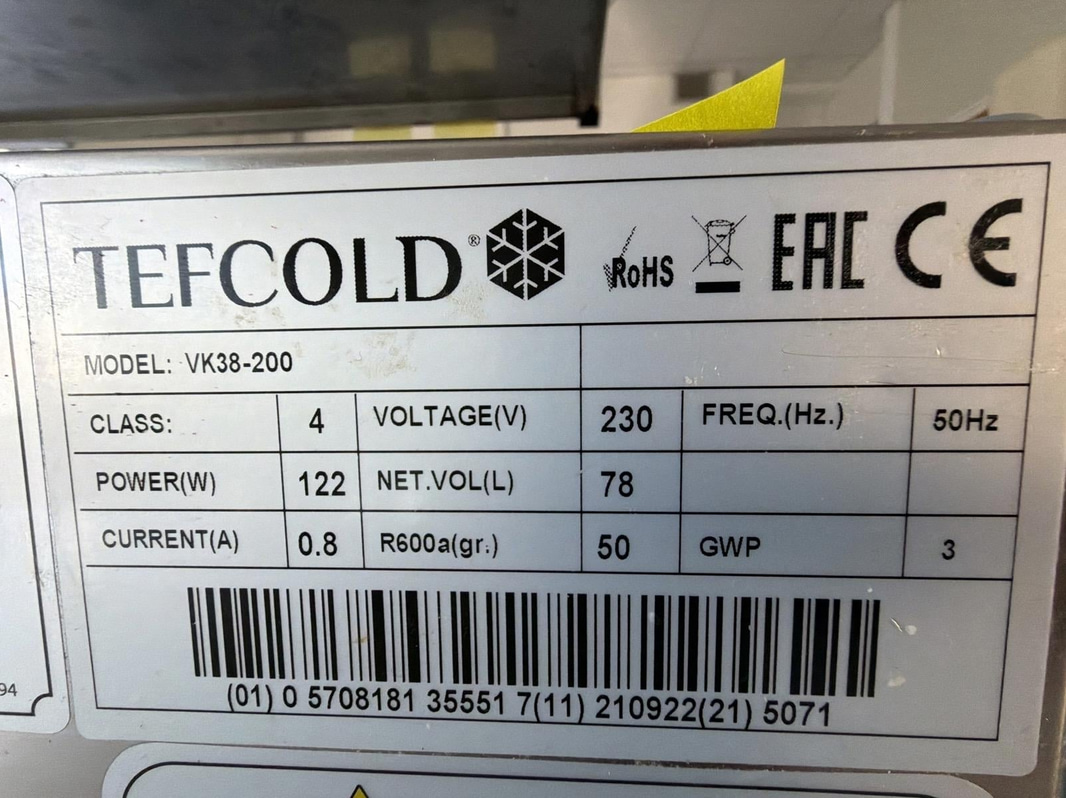 TEFCOLD®
RoHS
EAC CE
MODEL: VK38-200
CLASS: 4 VOLTAGE(V) 230 FREQ.(Hz.) 50Hz
POWER(W) 122 NET.VOL(L) 78
CURRENT(A) 0.8 R600a(gr.) 50 GWP 3
(01) 0 5708181 35551 7(11) 210922(21) 5071
94